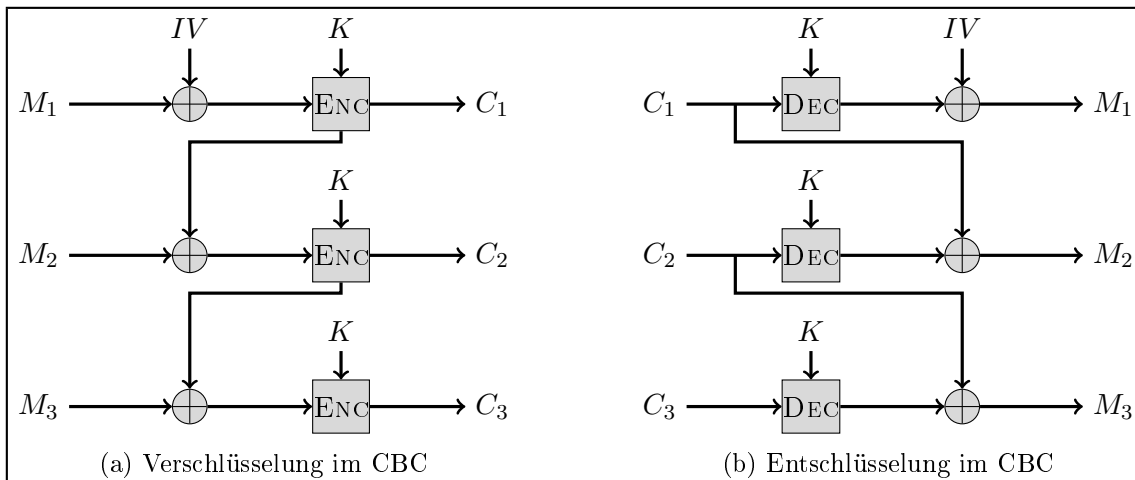 IV K K IV
M₁ ENC C₁ C₁ DEC M₁
K K
M₂ ENC C₂ C₂ DEC M₂
K K
M₃ ENC C₃ C₃ DEC M₃
(a) Verschlüsselung im CBC (b) Entschlüsselung im CBC